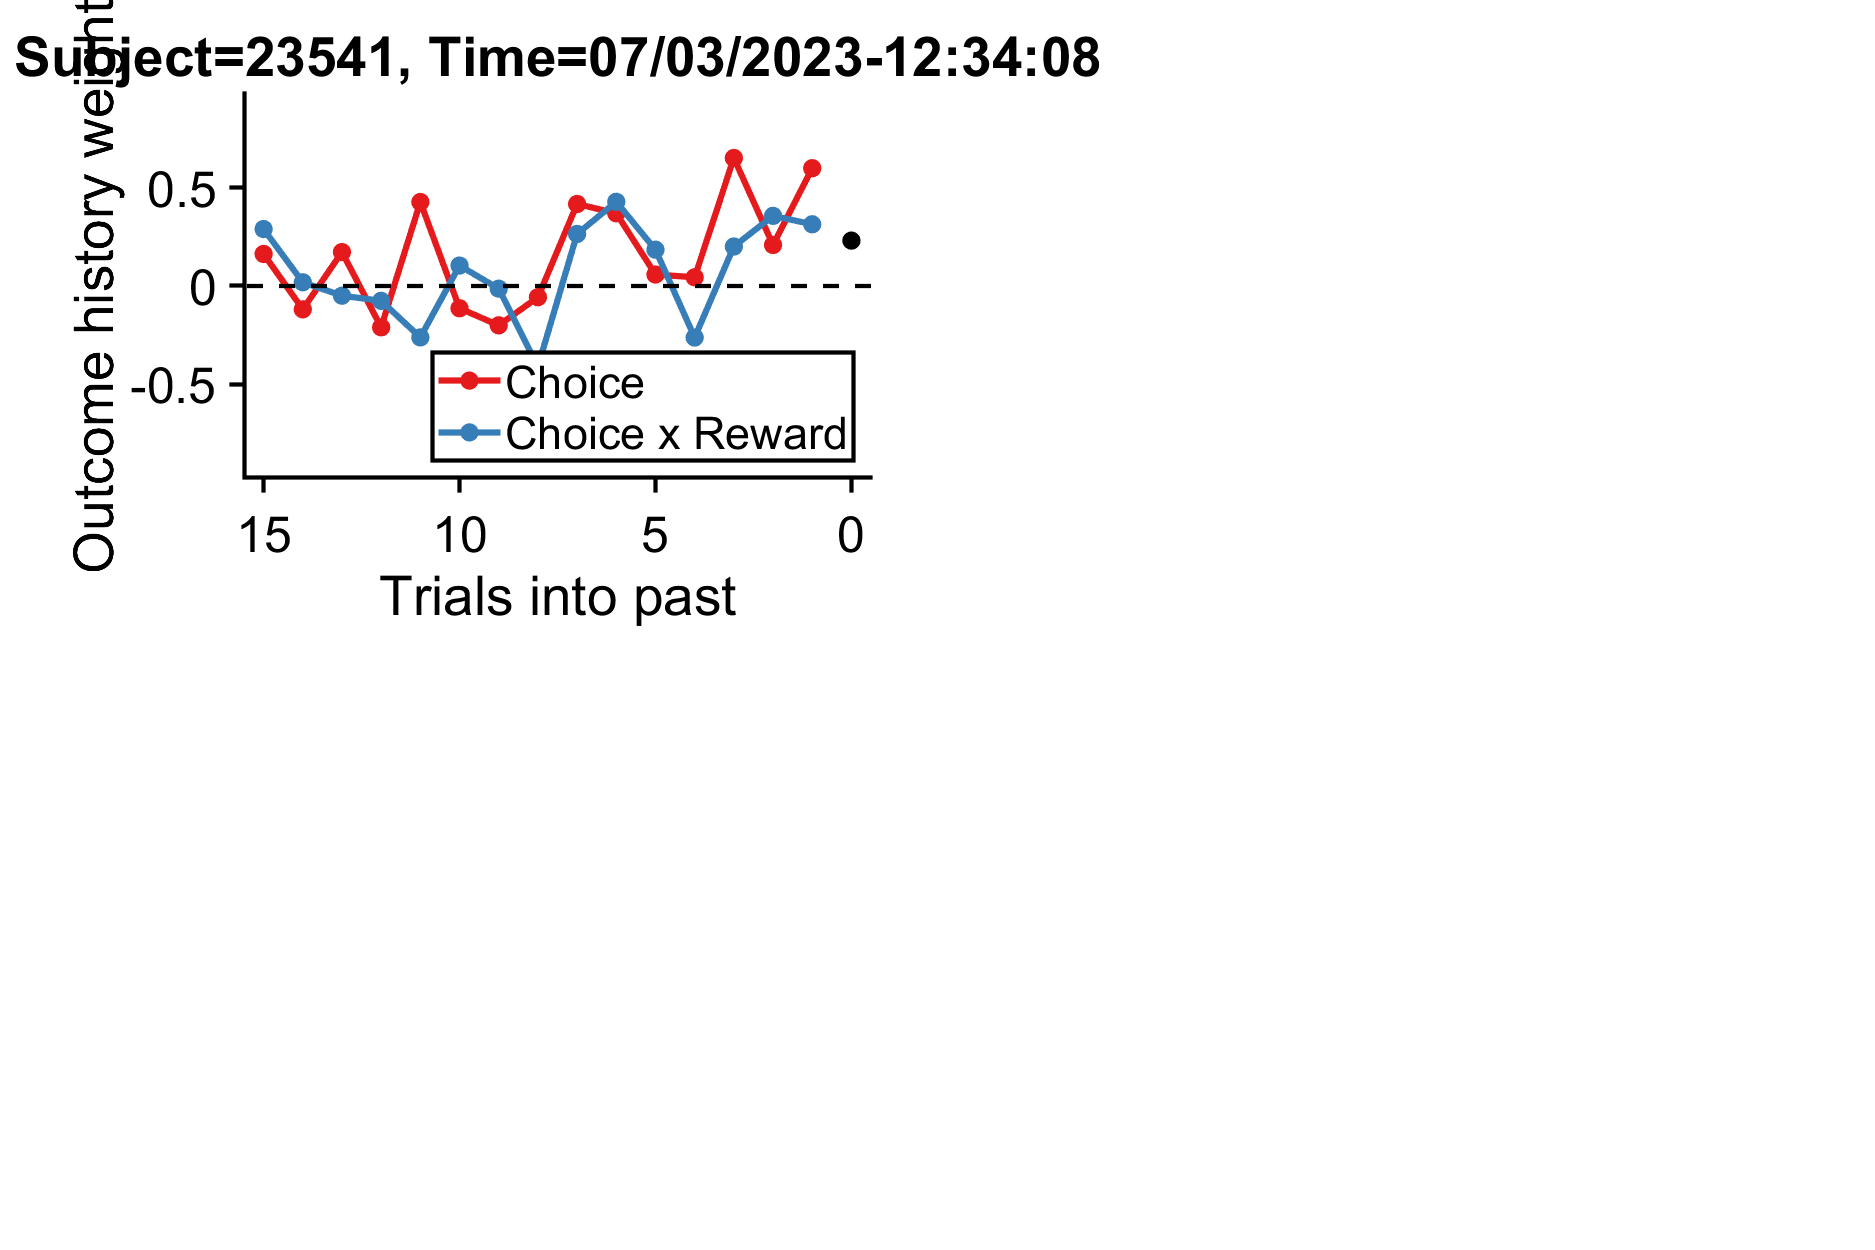 Subject=23541, Time=07/03/2023-12:34:08
Outcome history weight
0.5
0
-0.5
Choice
Choice x Reward
15
10
5
0
Trials into past